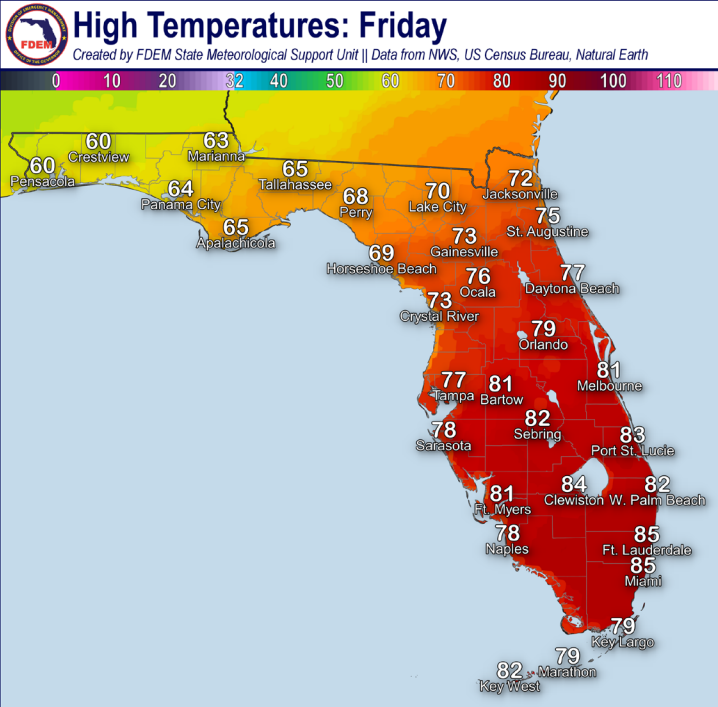 High Temperatures: Friday
Created by FDEM State Meteorological Support Unit || Data from NWS, US Census Bureau, Natural Earth
FDEM
0 10 20 32 40 50 60 70 80 90 100 110
60
Crestview
63
Marianna
60
Pensacola
65
Tallahassee
72
Jacksonville
64
Panama City
68
Perry
70
Lake City
75
St. Augustine
65
Apalachicola
73
Gainesville
69
Horseshoe Beach
76
Ocala
77
Daytona Beach
73
Crystal River
79
Orlando
77
Tampa
81
Bartow
81
Melbourne
78
Sarasota
82
Sebring
83
Port St. Lucie
81
Ft. Myers
84
Clewiston
82
W. Palm Beach
78
Naples
85
Ft. Lauderdale
85
Miami
79
Key Largo
79
Marathon
82
Key West